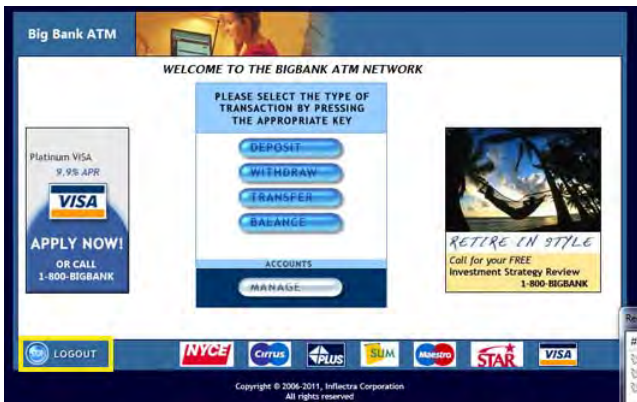 Big Bank ATM
WELCOME TO THE BIGBANK ATM NETWORK
PLEASE SELECT THE TYPE OF
TRANSACTION BY PRESSING
THE APPROPRIATE KEY
DEPOSIT
WITHDRAW
TRANSFER
BALANCE
ACCOUNTS
MANAGE
Platinum VISA
9.9% APR
VISA
APPLY NOW!
OR CALL
1-800-BIGBANK
RETIRE IN STYLE
Call for your FREE
Investment Strategy Review
1-800-BIGBANK
Re
#
LOGOUT
NYCE
Cirrus
PLUS
SUM
Maestro
STAR
VISA
Copyright © 2006-2011, Inflectra Corporation
All rights reserved